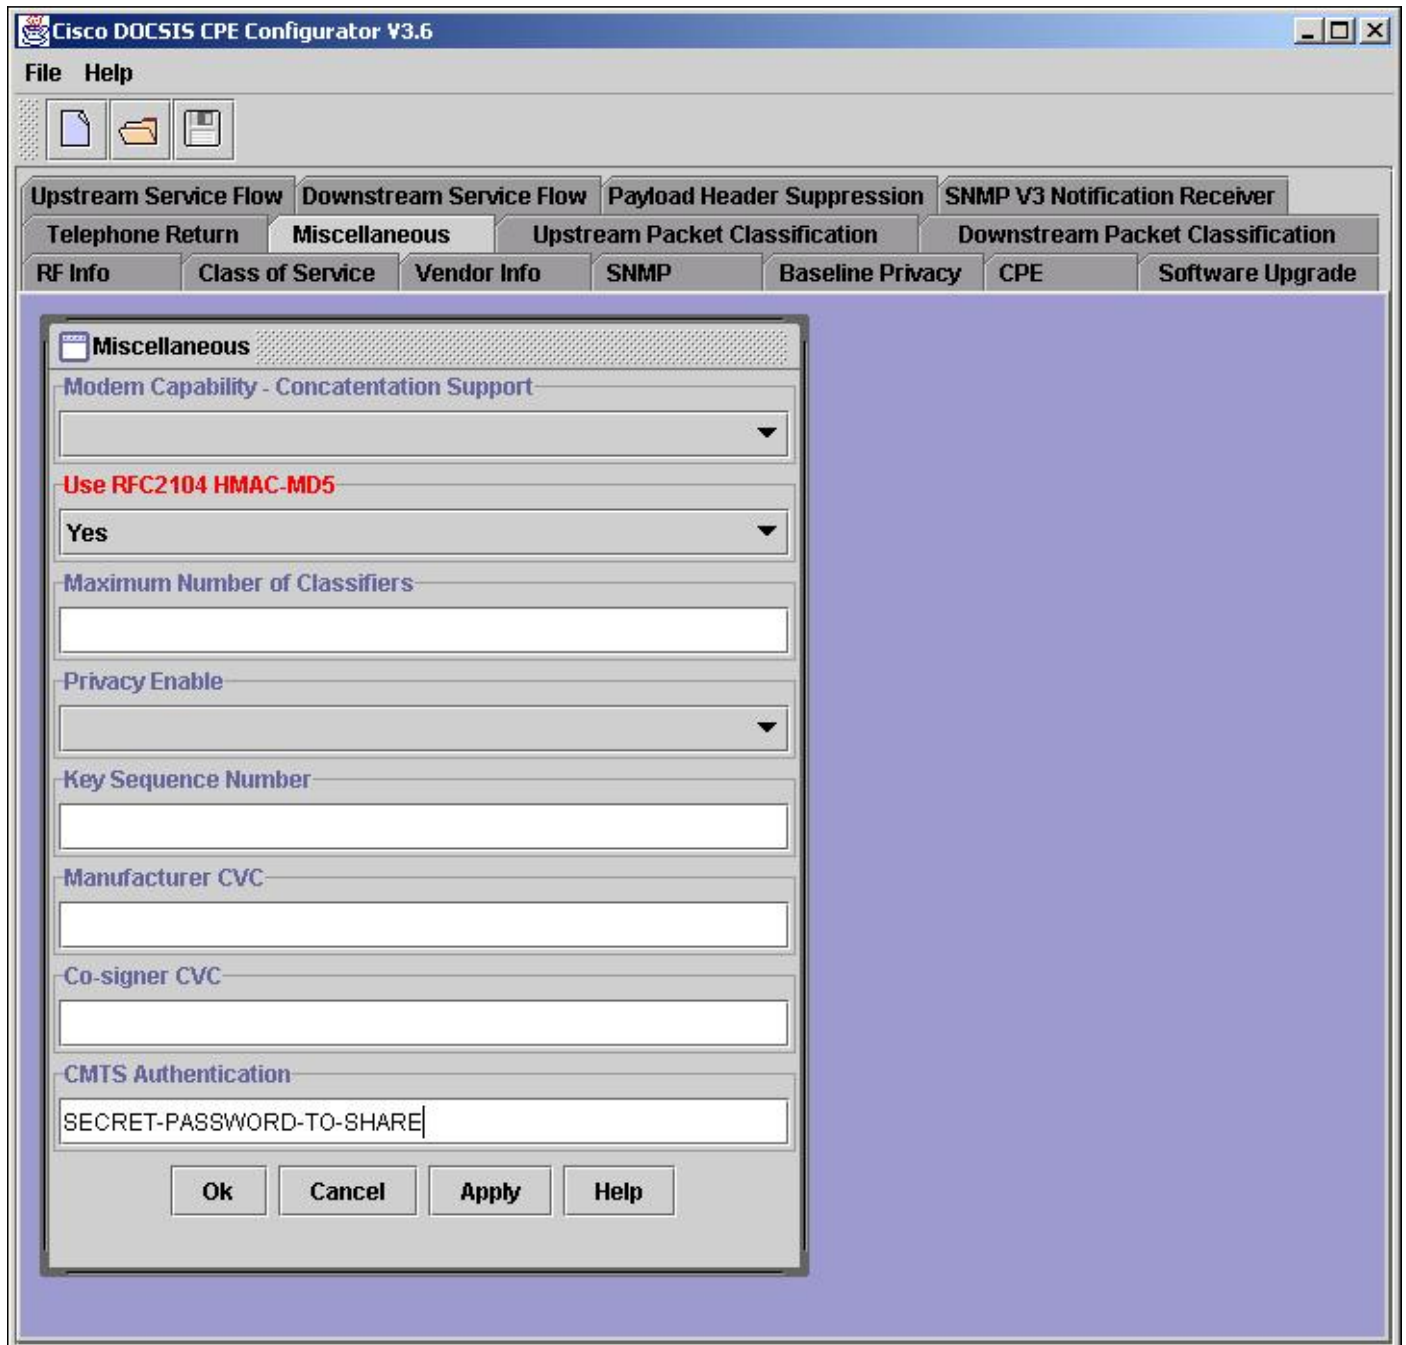 Cisco DOCSIS CPE Configurator V3.6
File Help
Upstream Service Flow Downstream Service Flow Payload Header Suppression SNMP V3 Notification Receiver
Telephone Return Miscellaneous Upstream Packet Classification Downstream Packet Classification
RF Info Class of Service Vendor Info SNMP Baseline Privacy CPE Software Upgrade
Miscellaneous
Modem Capability - Concatentation Support
Use RFC2104 HMAC-MD5
Yes
Maximum Number of Classifiers
Privacy Enable
Key Sequence Number
Manufacturer CVC
Co-signer CVC
CMTS Authentication
SECRET-PASSWORD-TO-SHARE
Ok Cancel Apply Help